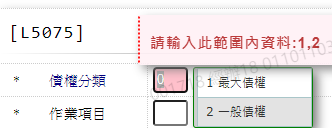 [L5075]
請輸入此範圍內資料:1,2
* 債權分類 0
1 最大債權
* 作業項目
2 一般債權